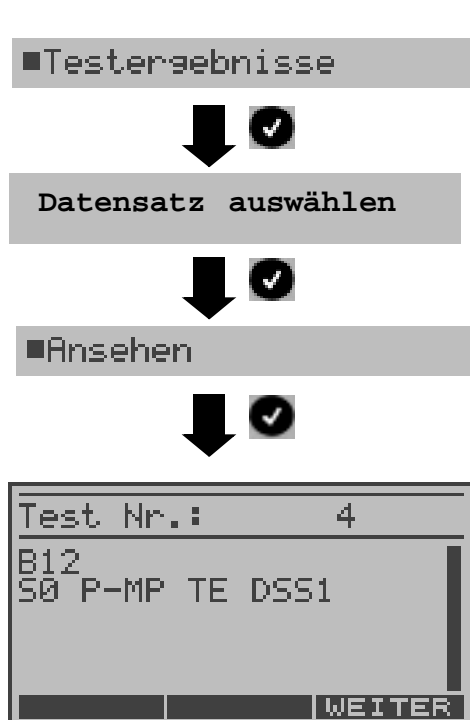 ■Testergebnisse
Datensatz auswählen
■Ansehen
Test Nr.: 4
B12
S0 P-MP TE DSS1
WEITER